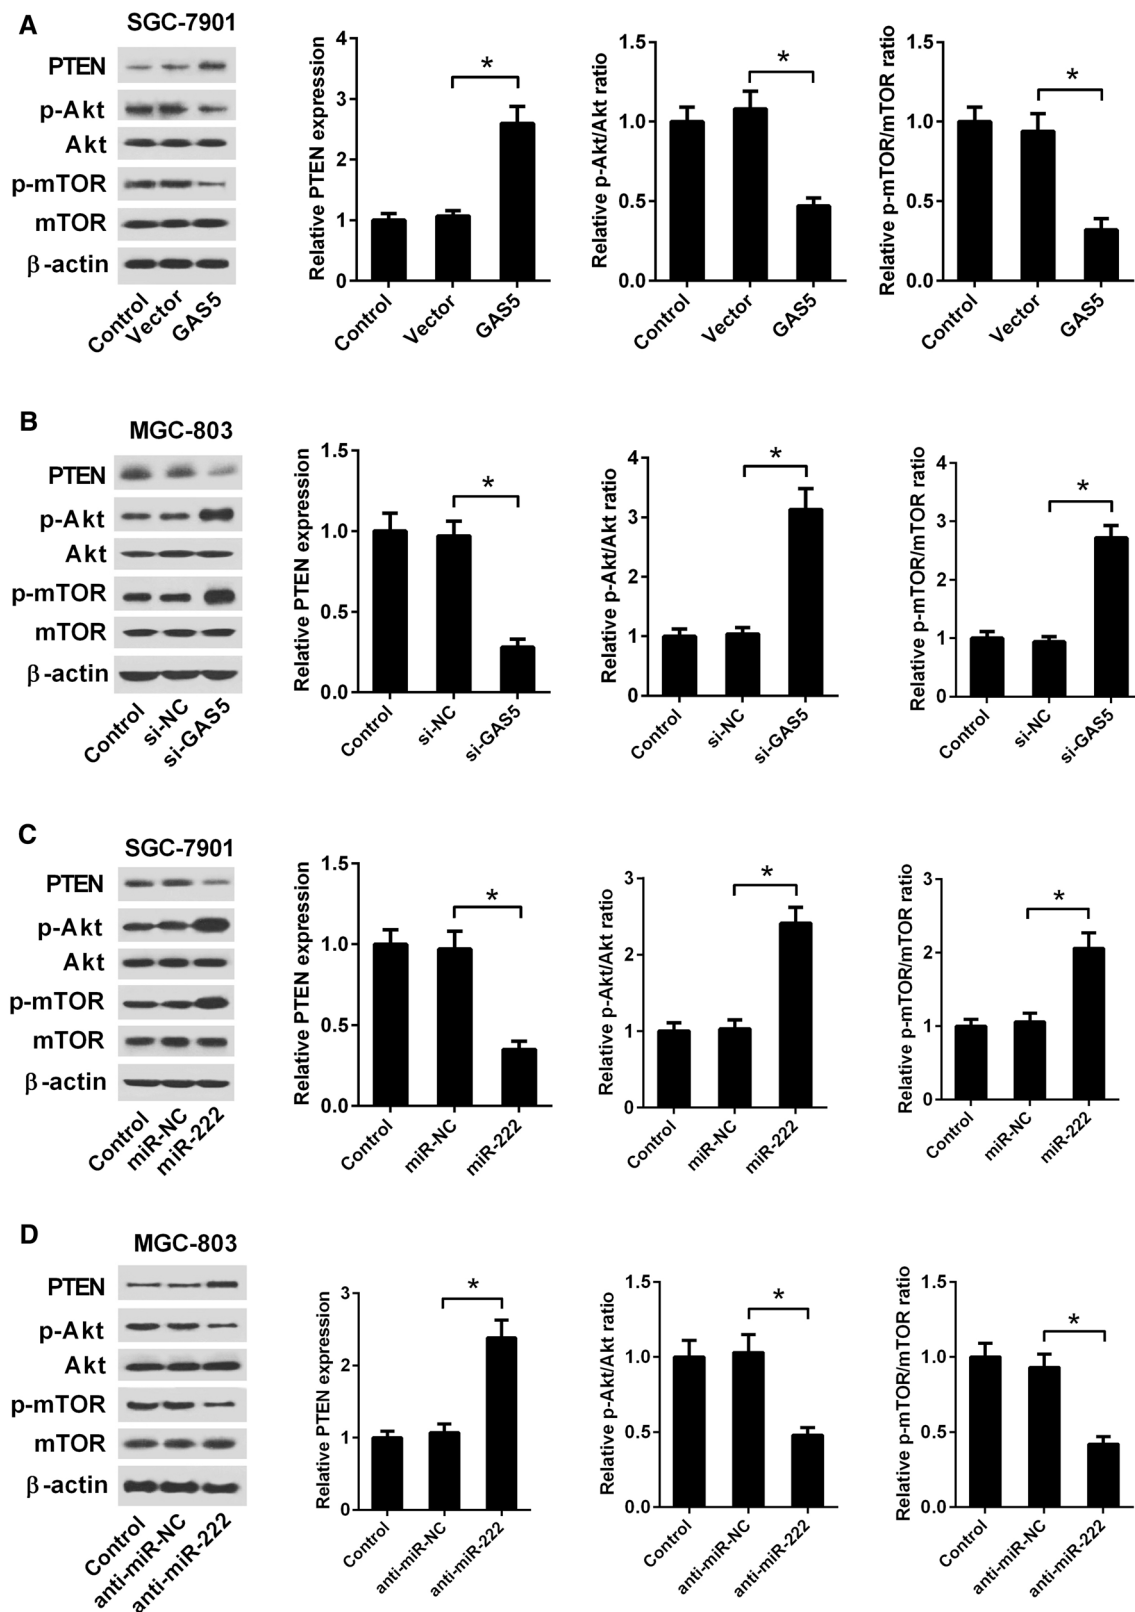 A
SGC-7901
PTEN
p-Akt
Akt
p-mTOR
mTOR
β-actin
Control
Vector
GAS5
Relative PTEN expression
4
3
2
1
0
*
Control
Vector
GAS5
Relative p-Akt/Akt ratio
1.5
1.0
0.5
0.0
*
Control
Vector
GAS5
Relative p-mTOR/mTOR ratio
1.5
1.0
0.5
0.0
*
Control
Vector
GAS5
B
MGC-803
PTEN
p-Akt
Akt
p-mTOR
mTOR
β-actin
Control
si-NC
si-GAS5
Relative PTEN expression
1.5
1.0
0.5
0.0
*
Control
si-NC
si-GAS5
Relative p-Akt/Akt ratio
4
3
2
1
0
*
Control
si-NC
si-GAS5
Relative p-mTOR/mTOR ratio
4
3
2
1
0
*
Control
si-NC
si-GAS5
C
SGC-7901
PTEN
p-Akt
Akt
p-mTOR
mTOR
β-actin
Control
miR-NC
miR-222
Relative PTEN expression
1.5
1.0
0.5
0.0
*
Control
miR-NC
miR-222
Relative p-Akt/Akt ratio
3
2
1
0
*
Control
miR-NC
miR-222
Relative p-mTOR/mTOR ratio
3
2
1
0
*
Control
miR-NC
miR-222
D
MGC-803
PTEN
p-Akt
Akt
p-mTOR
mTOR
β-actin
Control
anti-miR-NC
anti-miR-222
Relative PTEN expression
3
2
1
0
*
Control
anti-miR-NC
anti-miR-222
Relative p-Akt/Akt ratio
1.5
1.0
0.5
0.0
*
Control
anti-miR-NC
anti-miR-222
Relative p-mTOR/mTOR ratio
1.5
1.0
0.5
0.0
*
Control
anti-miR-NC
anti-miR-222